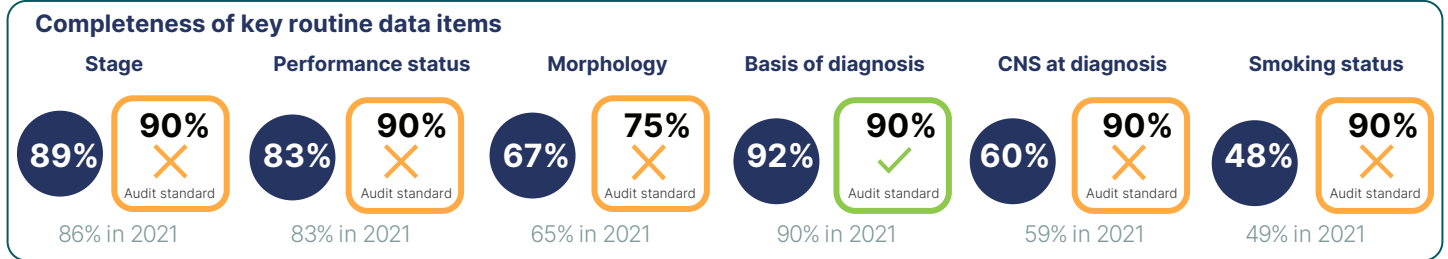 Completeness of key routine data items
Stage Performance status Morphology Basis of diagnosis CNS at diagnosis Smoking status
89% 90% 83% 90% 67% 75% 92% 90% 60% 90% 48% 90%
Audit standard Audit standard Audit standard Audit standard Audit standard Audit standard
86% in 2021 83% in 2021 65% in 2021 90% in 2021 59% in 2021 49% in 2021